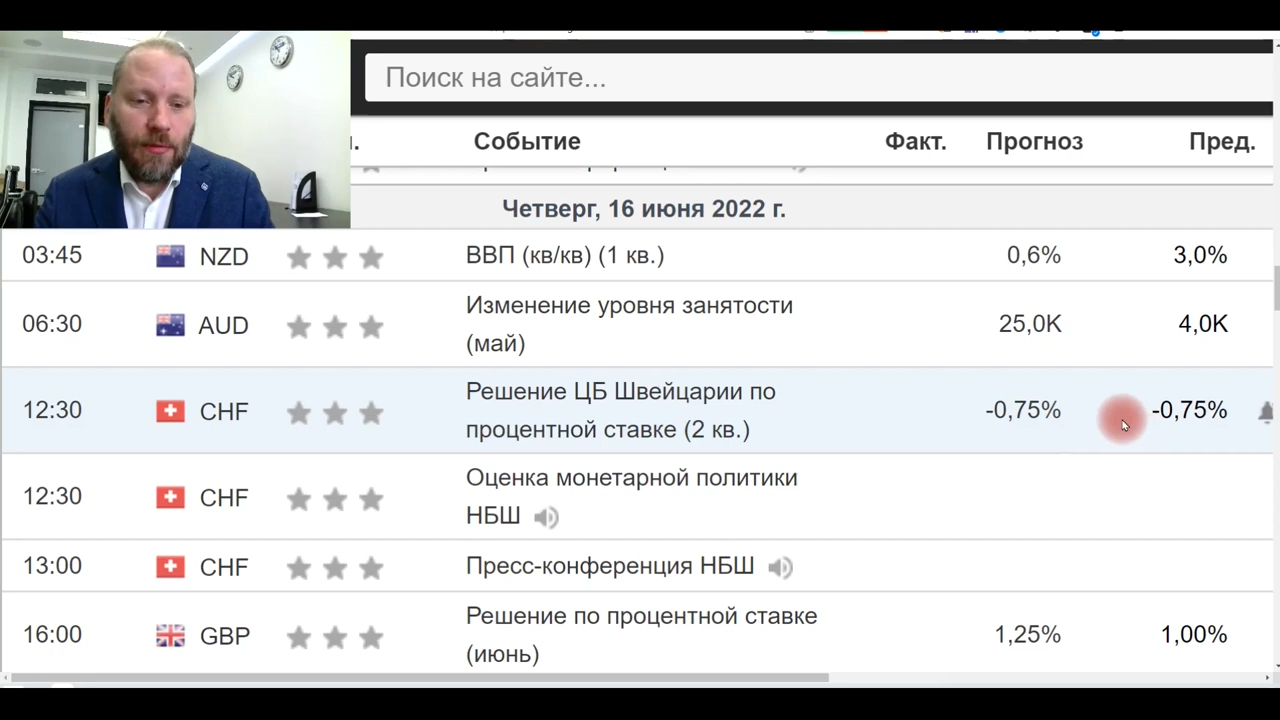 Поиск на сайте...
Событие Факт. Прогноз Пред.
Четверг, 16 июня 2022 г.
03:45 NZD ВВП (кв/кв) (1 кв.) 0,6% 3,0%
06:30 AUD Изменение уровня занятости (май) 25,0K 4,0K
12:30 CHF Решение ЦБ Швейцарии по процентной ставке (2 кв.) -0,75% -0,75%
12:30 CHF Оценка монетарной политики НБШ
13:00 CHF Пресс-конференция НБШ
16:00 GBP Решение по процентной ставке (июнь) 1,25% 1,00%